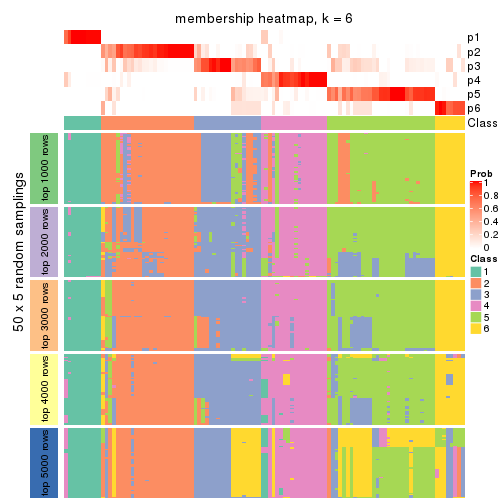 membership heatmap, k = 6
p1
p2
p3
p4
p5
p6
Class
50 x 5 random samplings
top 1000 rows
top 2000 rows
top 3000 rows
top 4000 rows
top 5000 rows
Prob
1
0.8
0.6
0.4
0.2
0
Class
1
2
3
4
5
6